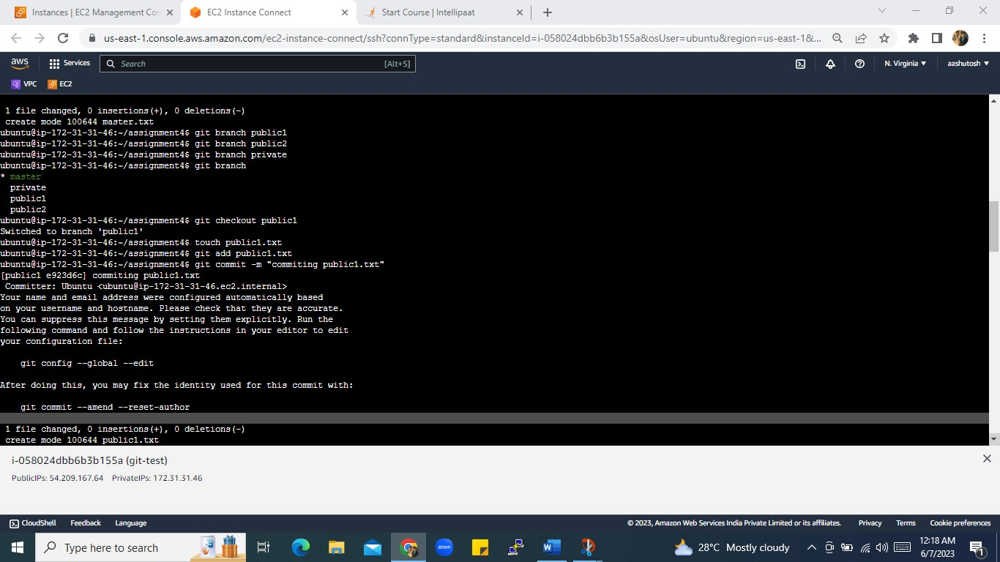 Instances | EC2 Management Con
EC2 Instance Connect
Start Course | Intellipaat
us-east-1.console.aws.amazon.com/ec2-instance-connect/ssh?connType=standard&instanceId=i-058024dbb6b3b155a&osUser=ubuntu&region=us-east-1&...
aws
Services
Search
[Alt+S]
N. Virginia
aashutosh
VPC
EC2
1 file changed, 0 insertions(+), 0 deletions(-)
create mode 100644 master.txt
ubuntu@ip-172-31-31-46:~/assignment4$ git branch public1
ubuntu@ip-172-31-31-46:~/assignment4$ git branch public2
ubuntu@ip-172-31-31-46:~/assignment4$ git branch private
ubuntu@ip-172-31-31-46:~/assignment4$ git branch
* master
private
public1
public2
ubuntu@ip-172-31-31-46:~/assignment4$ git checkout public1
Switched to branch 'public1'
ubuntu@ip-172-31-31-46:~/assignment4$ touch public1.txt
ubuntu@ip-172-31-31-46:~/assignment4$ git add public1.txt
ubuntu@ip-172-31-31-46:~/assignment4$ git commit -m "commiting public1.txt"
[public1 e923d6c] commiting public1.txt
Committer: Ubuntu <ubuntu@ip-172-31-31-46.ec2.internal>
Your name and email address were configured automatically based
on your username and hostname. Please check that they are accurate.
You can suppress this message by setting them explicitly. Run the
following command and follow the instructions in your editor to edit
your configuration file:
git config --global --edit
After doing this, you may fix the identity used for this commit with:
git commit --amend --reset-author
1 file changed, 0 insertions(+), 0 deletions(-)
create mode 100644 public1.txt
i-058024dbb6b3b155a (git-test)
PublicIPs: 54.209.167.64 PrivateIPs: 172.31.31.46
CloudShell Feedback Language
© 2023, Amazon Web Services India Private Limited or its affiliates. Privacy Terms Cookie preferences
Type here to search
zoom
28°C Mostly cloudy
12:18 AM
6/7/2023
1